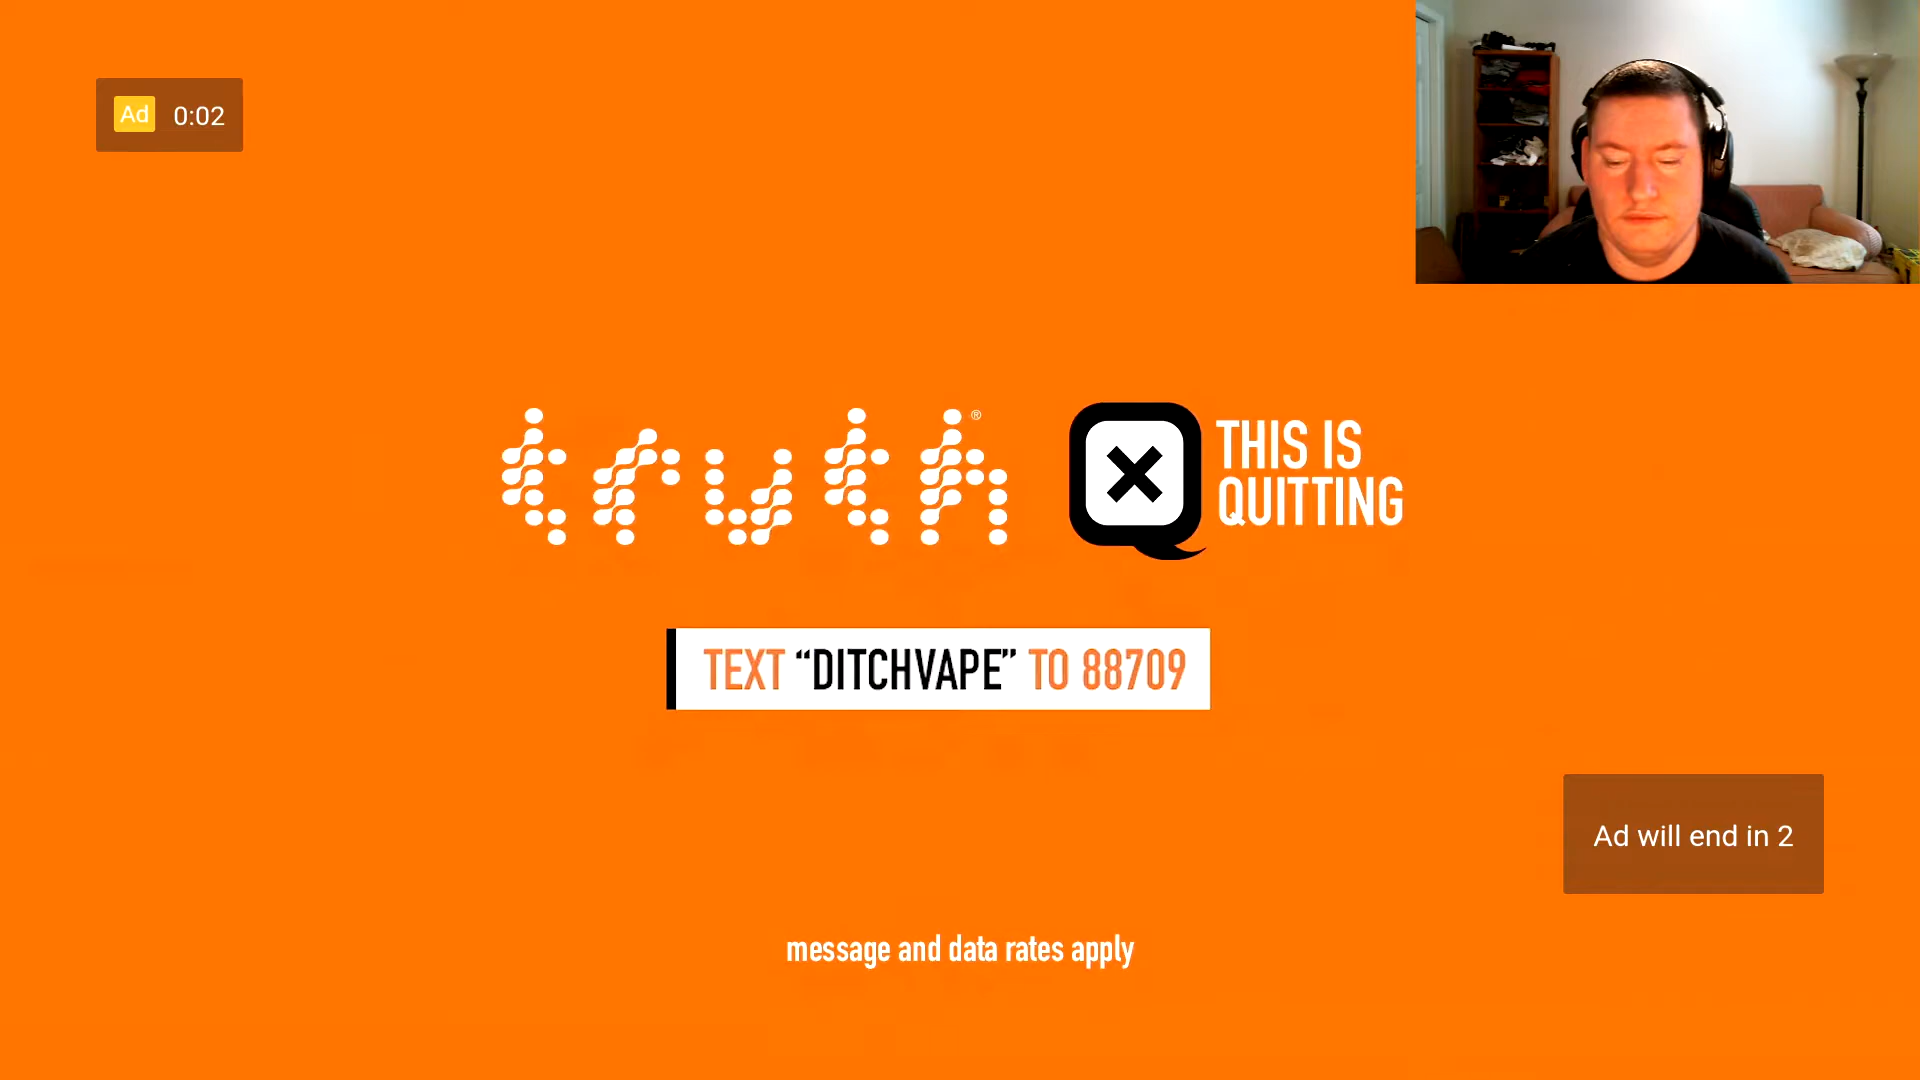 Ad 0:02
truth®
THIS IS
QUITTING
TEXT “DITCHVAPE” TO 88709
Ad will end in 2
message and data rates apply